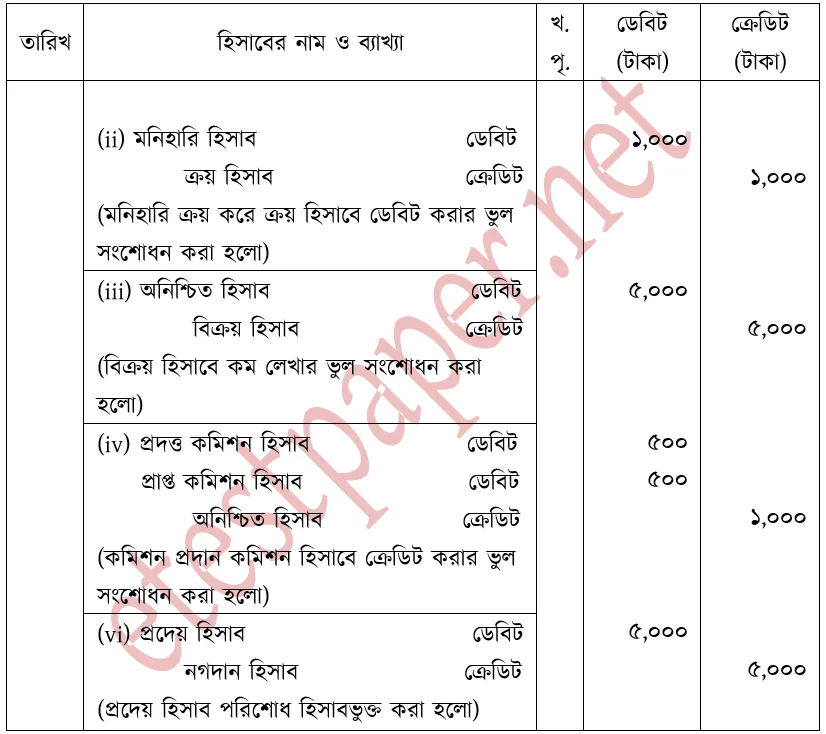 তারিখ হিসাবের নাম ও ব্যাখ্যা খ. পৃ. ডেবিট (টাকা) ক্রেডিট (টাকা)
(ii) মনিহারি হিসাব ডেবিট ১,০০০
ক্রয় হিসাব ক্রেডিট ১,০০০
(মনিহারি ক্রয় করে ক্রয় হিসাবে ডেবিট করার ভুল
সংশোধন করা হলো)
(iii) অনিশ্চিত হিসাব ডেবিট ৫,০০০
বিক্রয় হিসাব ক্রেডিট ৫,০০০
(বিক্রয় হিসাবে কম লেখার ভুল সংশোধন করা
হলো)
(iv) প্রদত্ত কমিশন হিসাব ডেবিট ৫০০
প্রাপ্ত কমিশন হিসাব ডেবিট ৫০০
অনিশ্চিত হিসাব ক্রেডিট ১,০০০
(কমিশন প্রদান কমিশন হিসাবে ক্রেডিট করার ভুল
সংশোধন করা হলো)
(vi) প্রদেয় হিসাব ডেবিট ৫,০০০
নগদান হিসাব ক্রেডিট ৫,০০০
(প্রদেয় হিসাব পরিশোধ হিসাবভুক্ত করা হলো)
etestpaper.net